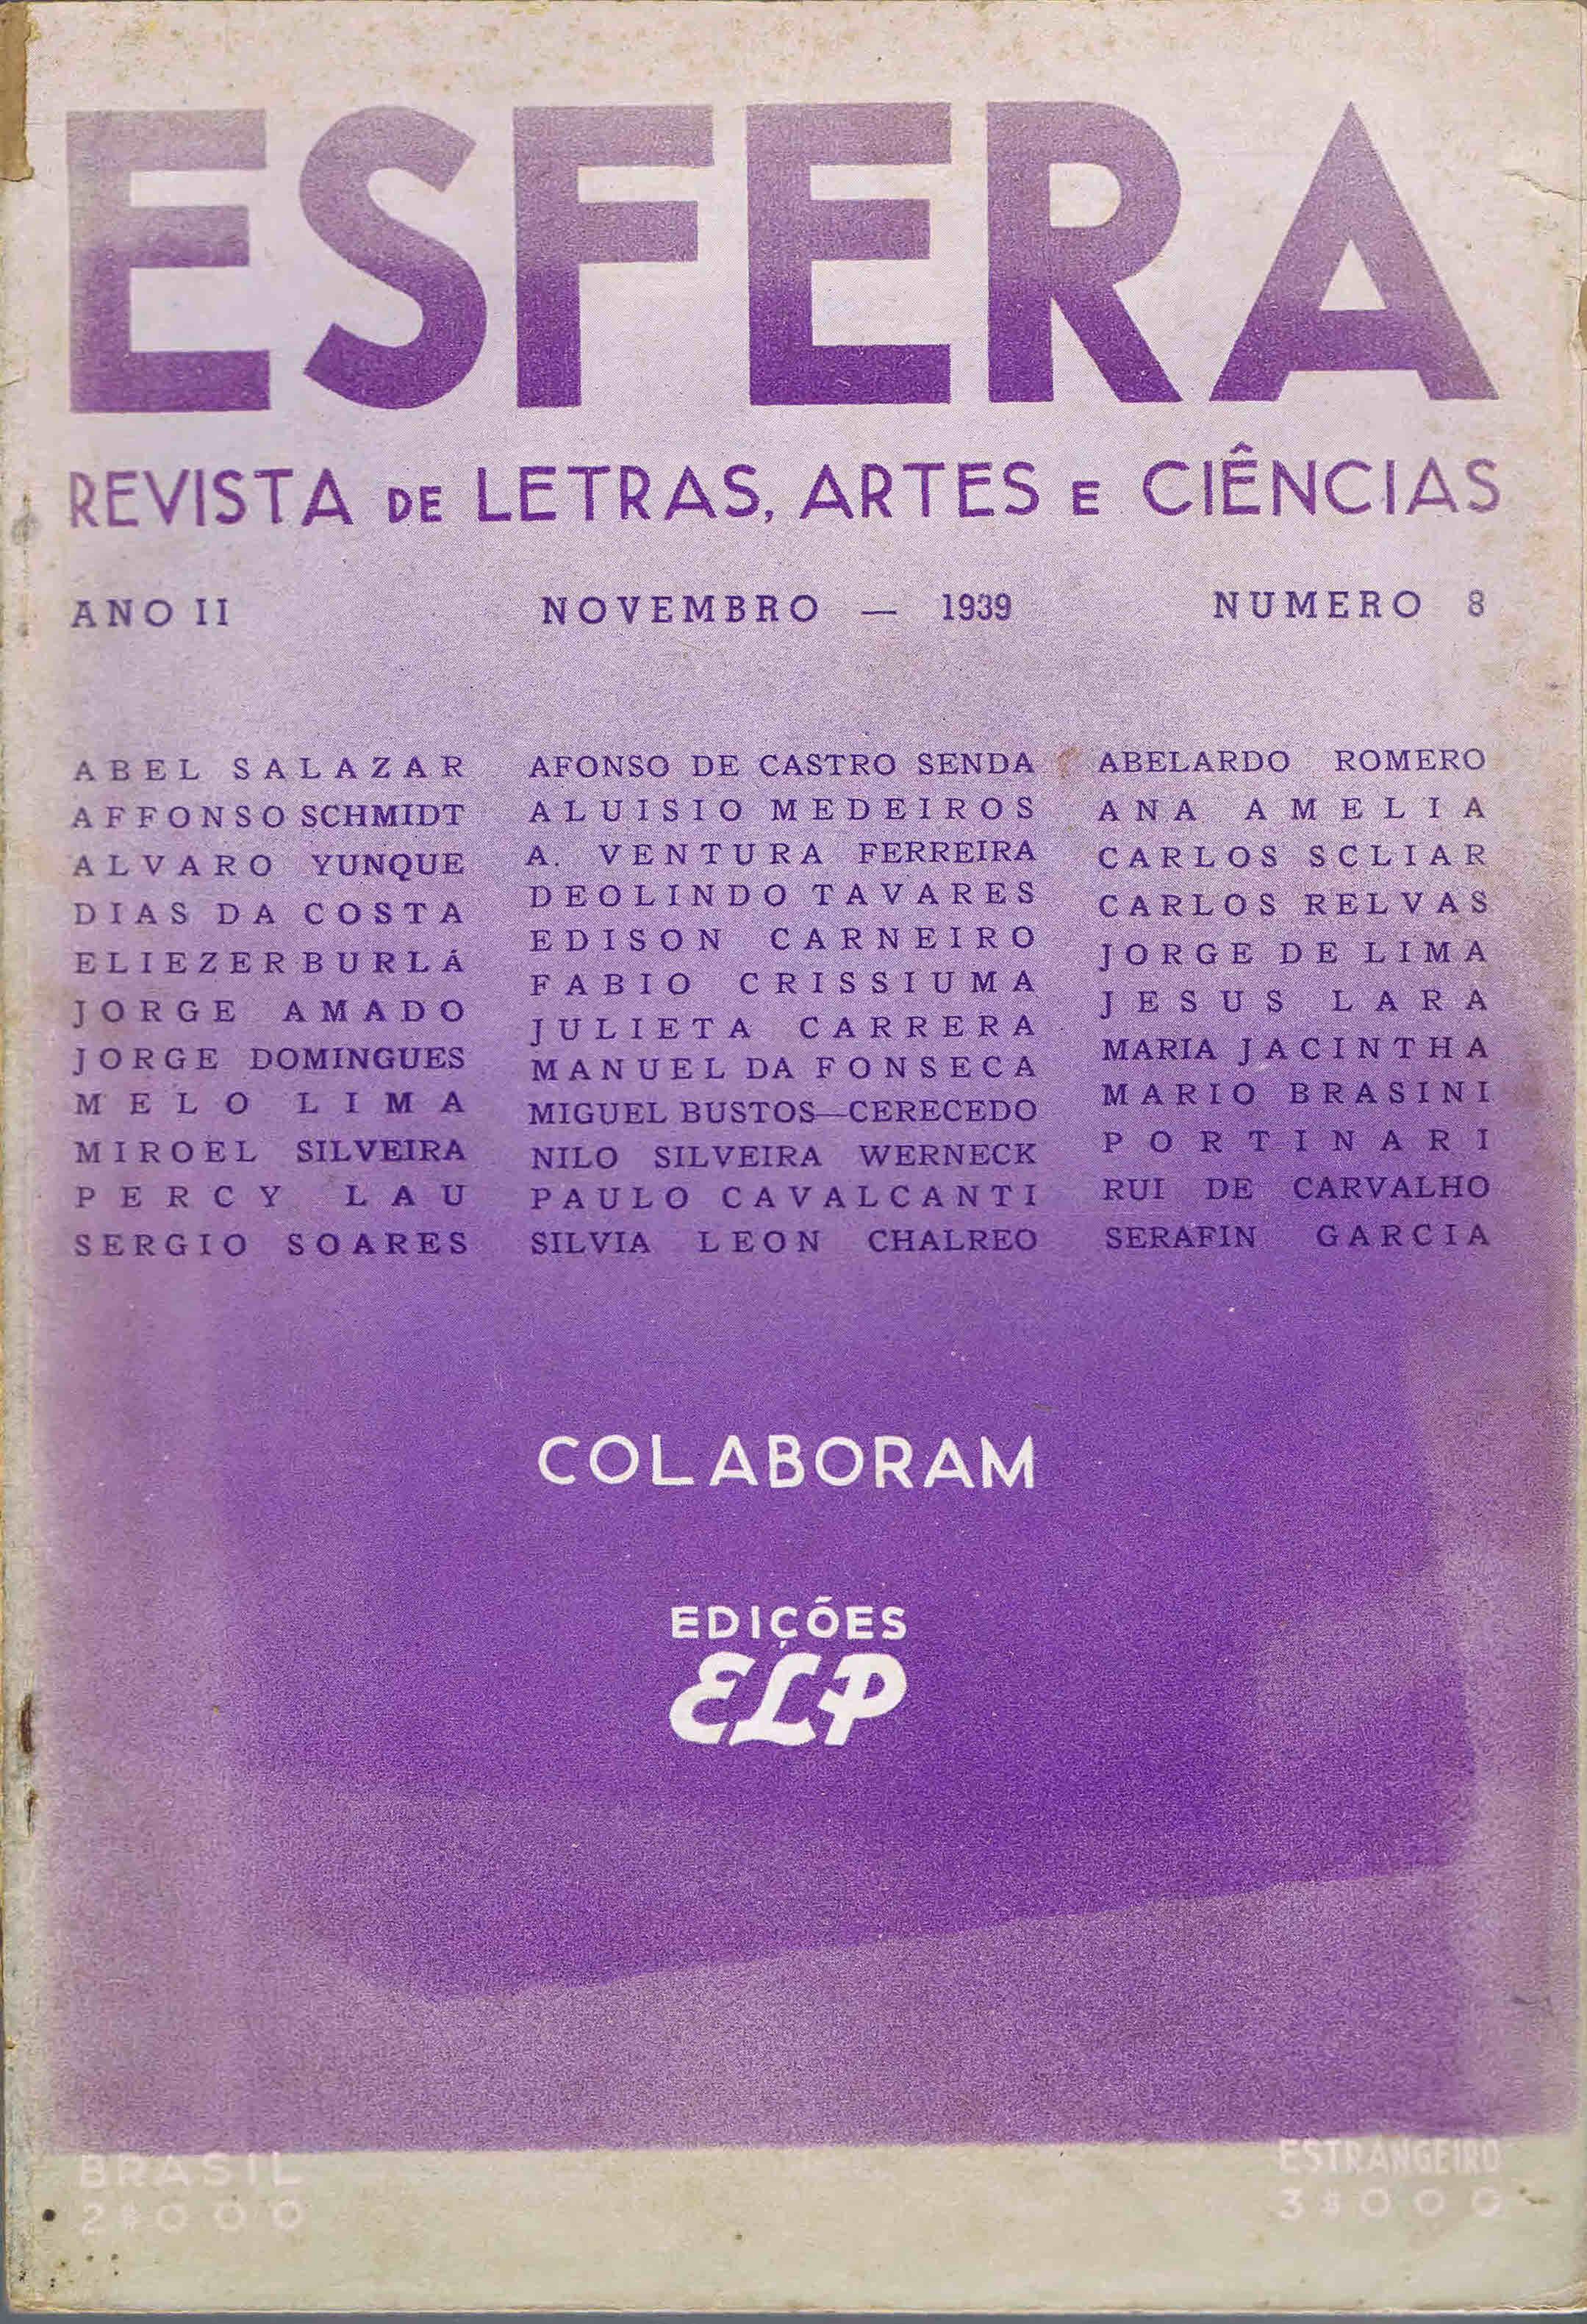 ESFERA
REVISTA DE LETRAS, ARTES E CIÊNCIAS
ANO II NOVEMBRO — 1939 NUMERO 8
ABEL SALAZAR
AFFONSO SCHMIDT
ALVARO YUNQUE
DIAS DA COSTA
ELIEZER BURLÁ
JORGE AMADO
JORGE DOMINGUES
MELO LIMA
MIROEL SILVEIRA
PERCY LAU
SERGIO SOARES
AFONSO DE CASTRO SENDA
ALUISIO MEDEIROS
A. VENTURA FERREIRA
DEOLINDO TAVARES
EDISON CARNEIRO
FABIO CRISSIUMA
JULIETA CARRERA
MANUEL DA FONSECA
MIGUEL BUSTOS—CERECEDO
NILO SILVEIRA WERNECK
PAULO CAVALCANTI
SILVIA LEON CHALREO
ABELARDO ROMERO
ANA AMELIA
CARLOS SCLIAR
CARLOS RELVAS
JORGE DE LIMA
JESUS LARA
MARIA JACINTHA
MARIO BRASINI
PORTINARI
RUI DE CARVALHO
SERAFIN GARCIA
COLABORAM
EDIÇÕES
ELP
BRASIL
2$000
ESTRANGEIRO
3$000